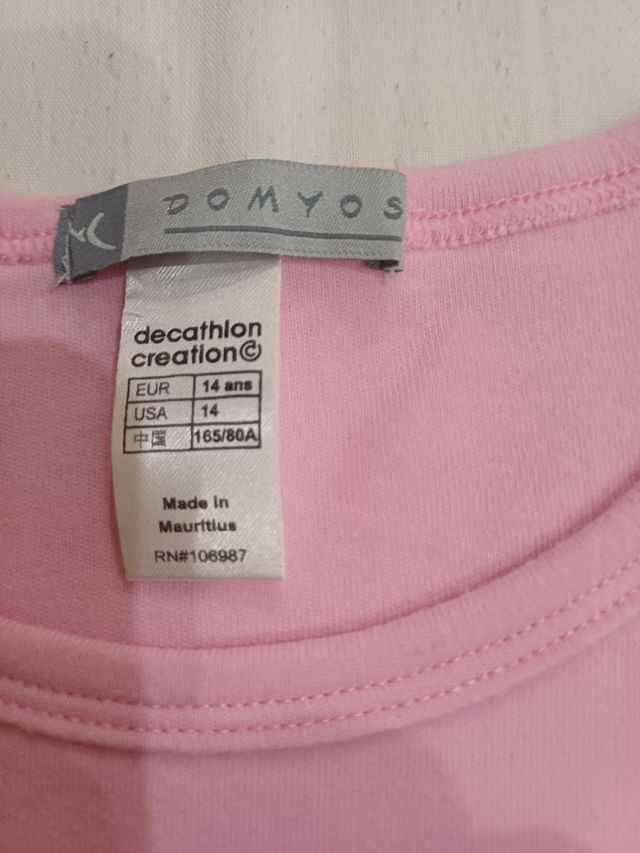 DOMYOS
decathlon
creation©
EUR 14 ans
USA 14
中国 165/80A
Made in
Mauritius
RN#106987